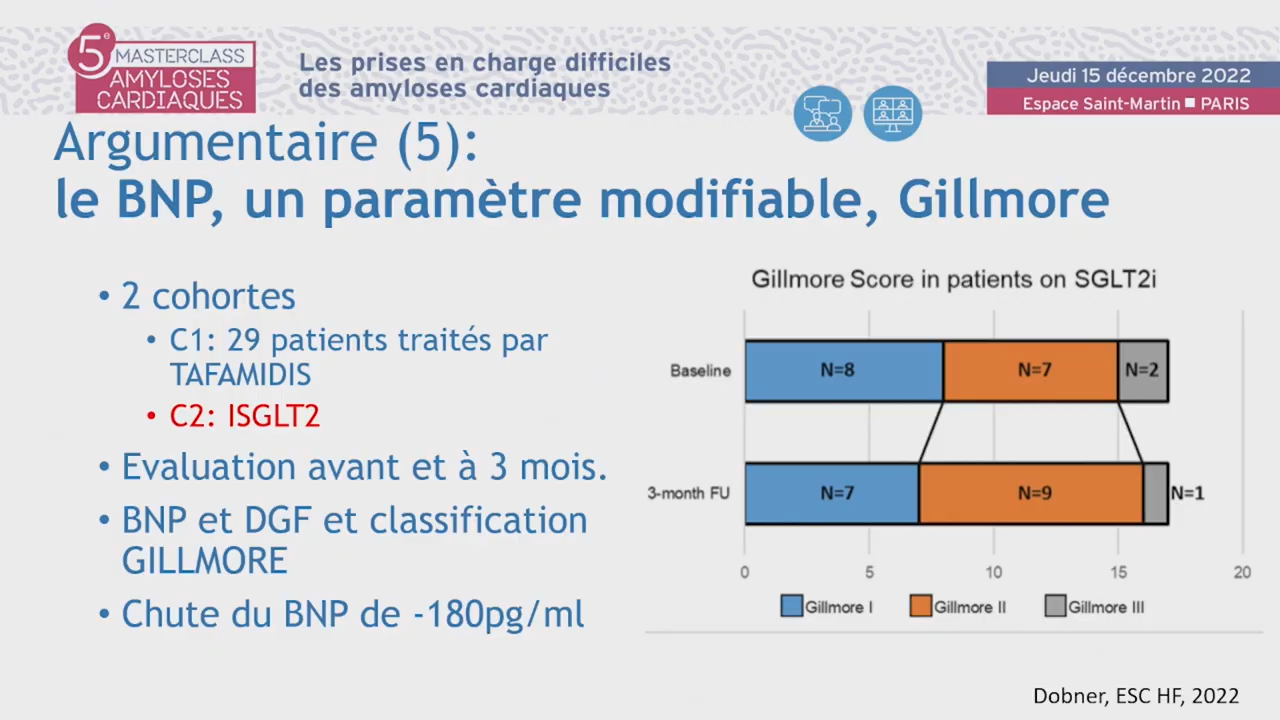 5e
MASTERCLASS
AMYLOSES
CARDIAQUES
Les prises en charge difficiles
des amyloses cardiaques
Jeudi 15 décembre 2022
Espace Saint-Martin ■ PARIS
Argumentaire (5):
le BNP, un paramètre modifiable, Gillmore
• 2 cohortes
• C1: 29 patients traités par
TAFAMIDIS
• C2: ISGLT2
• Evaluation avant et à 3 mois.
• BNP et DGF et classification
GILLMORE
• Chute du BNP de -180pg/ml
Gillmore Score in patients on SGLT2i
Baseline
N=8
N=7
N=2
3-month FU
N=7
N=9
N=1
0 5 10 15 20
Gillmore I Gillmore II Gillmore III
Dobner, ESC HF, 2022